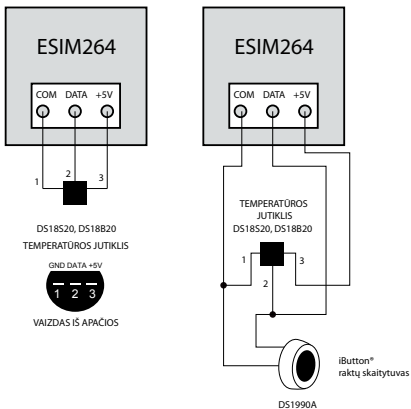 ESIM264
COM DATA +5V
1 2 3
DS18S20, DS18B20
TEMPERATŪROS JUTIKLIS
GND DATA +5V
1 2 3
VAIZDAS IŠ APAČIOS
ESIM264
COM DATA +5V
TEMPERATŪROS
JUTIKLIS
DS18S20, DS18B20
1 3
2
iButton®
raktų skaitytuvas
DS1990A